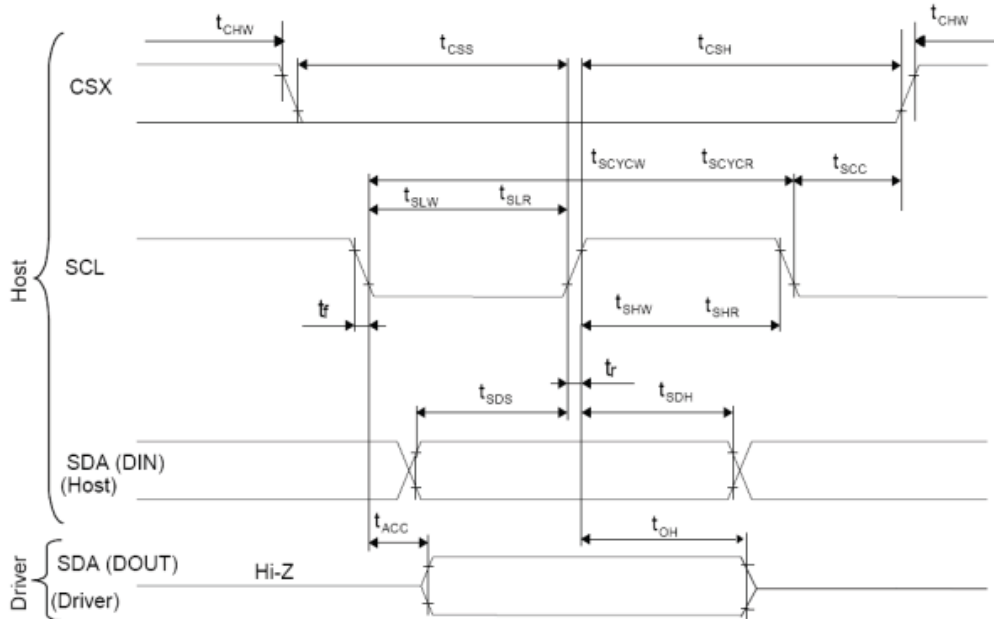 tCHW
tCHW
tCSS
tCSH
CSX
tSCYCW tSCYCR tSCC
tSLW tSLR
Host
SCL
tf
tSHW tSHR
tr
tSDS
tSDH
SDA (DIN)
(Host)
tACC
tOH
Driver
SDA (DOUT)
Hi-Z
(Driver)